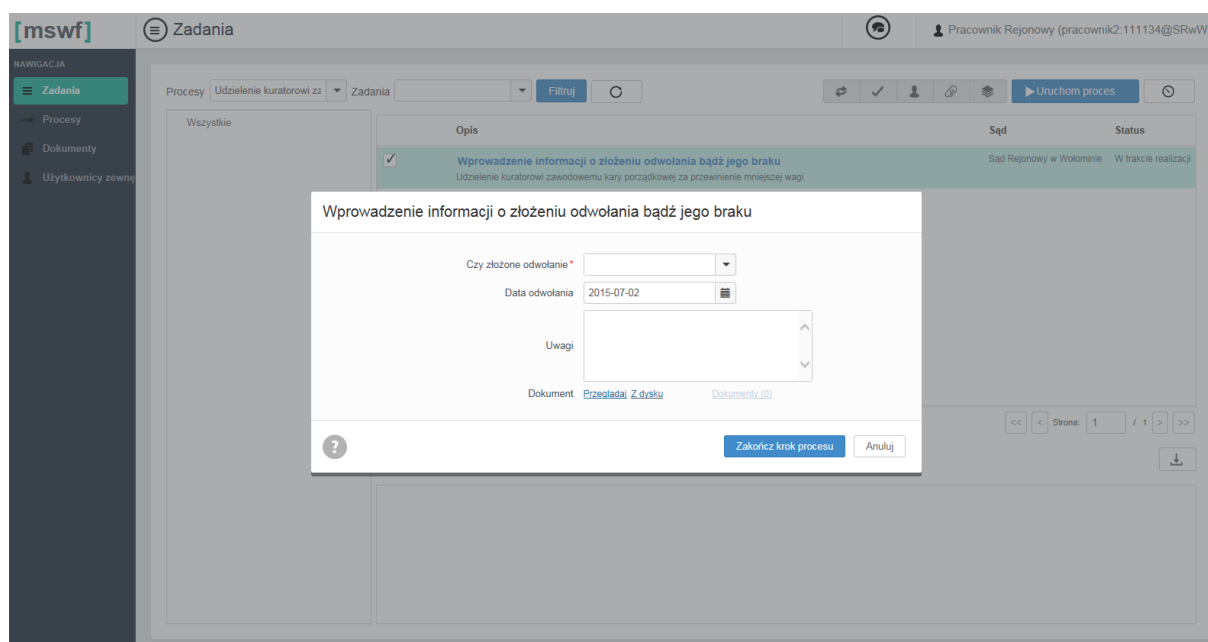 [mswf]
Zadania
Pracownik Rejonowy (pracownik2:111134@SRwW
NAWIGACJA
Zadania
Procesy
Dokumenty
Użytkownicy zewnę
Procesy Udzielenie kuratorowi za Zadania Filtruj Uruchom proces
Wszystkie
Opis Sąd Status
Wprowadzenie informacji o złożeniu odwołania bądź jego braku Sąd Rejonowy w Wołominie W trakcie realizacji
Udzielenie kuratorowi zawodowemu kary porządkowej za przewinienie mniejszej wagi
Wprowadzenie informacji o złożeniu odwołania bądź jego braku
Czy złożone odwołanie*
Data odwołania 2015-07-02
Uwagi
Dokument Przeglądaj Z dysku Dokumenty (0)
<< < Strona: 1 / 1 > >>
? Zakończ krok procesu Anuluj